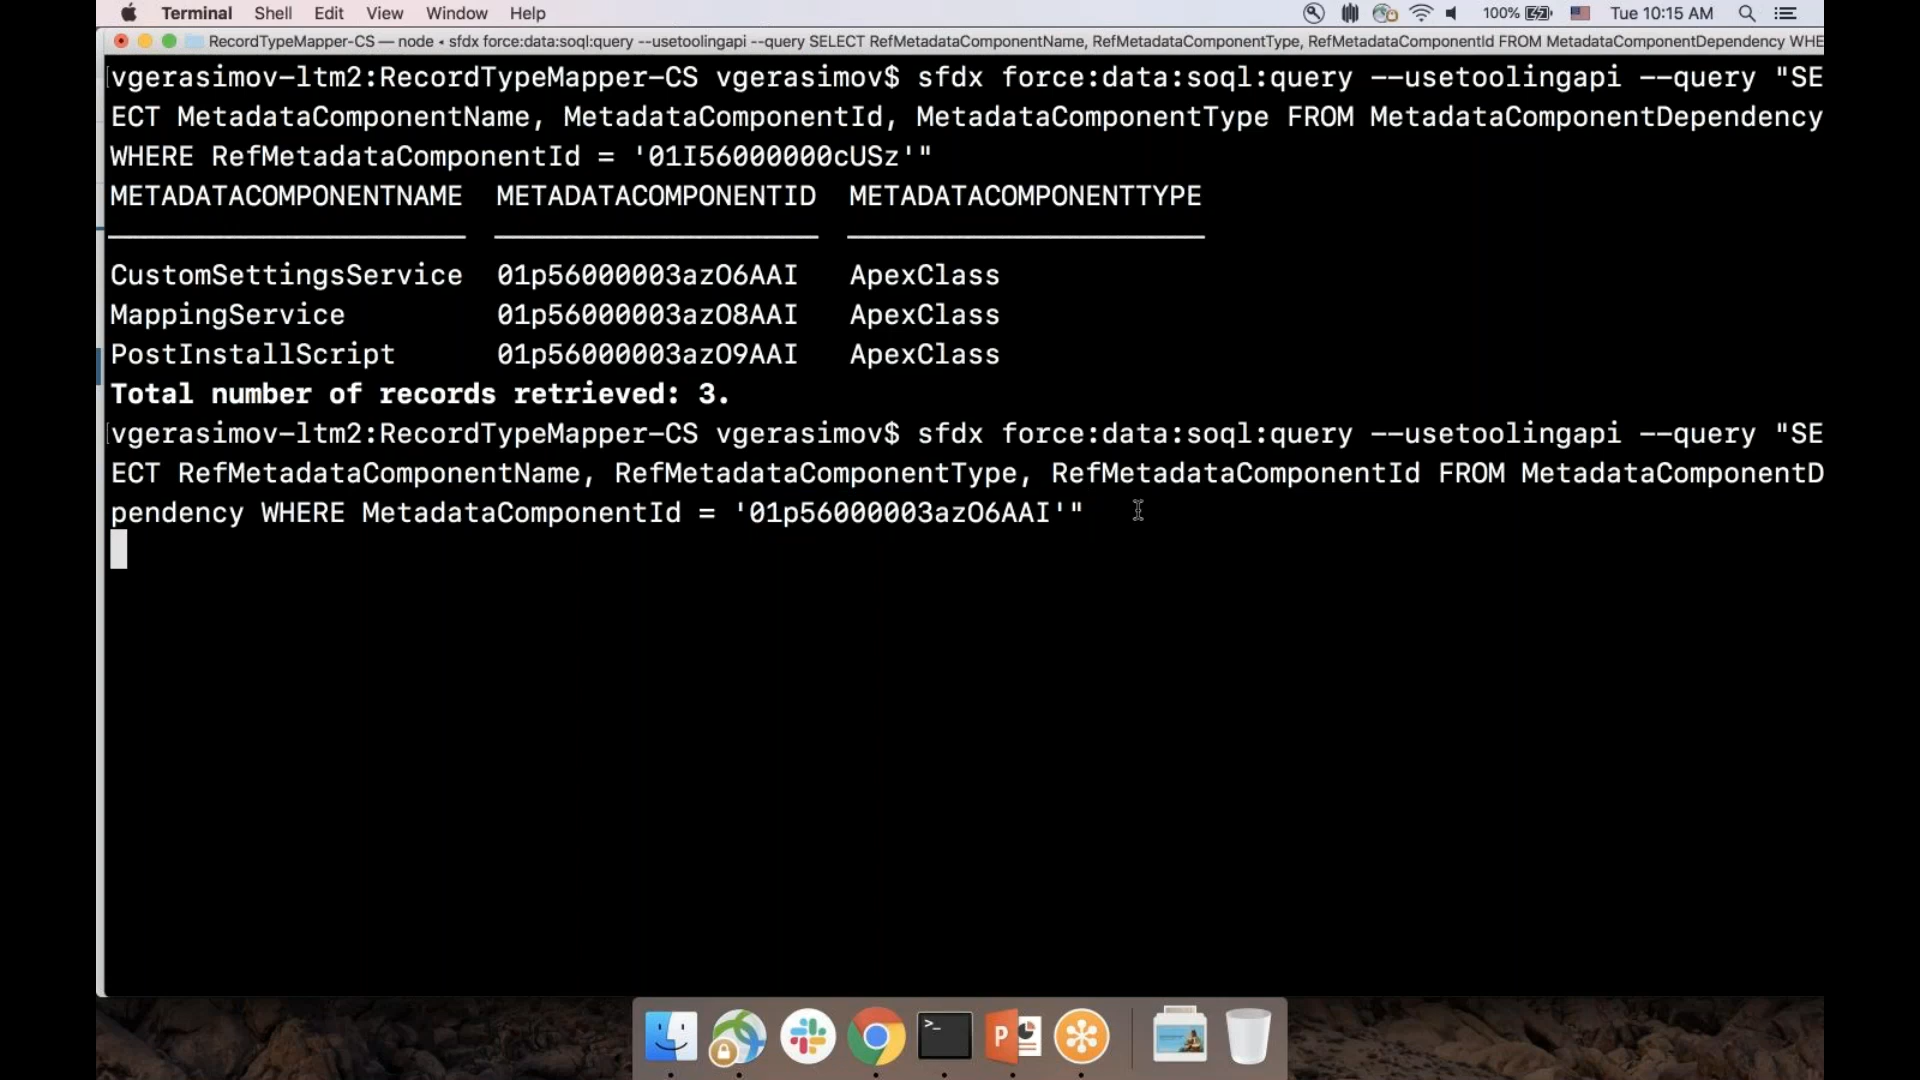 Terminal Shell Edit View Window Help 100% Tue 10:15 AM
RecordTypeMapper-CS — node ◂ sfdx force:data:soql:query --usetoolingapi --query SELECT RefMetadataComponentName, RefMetadataComponentType, RefMetadataComponentId FROM MetadataComponentDependency WHE
vgerasimov-ltm2:RecordTypeMapper-CS vgerasimov$ sfdx force:data:soql:query --usetoolingapi --query "SE
ECT MetadataComponentName, MetadataComponentId, MetadataComponentType FROM MetadataComponentDependency
WHERE RefMetadataComponentId = '01I56000000cUSz'"
METADATACOMPONENTNAME METADATACOMPONENTID METADATACOMPONENTTYPE
CustomSettingsService 01p56000003azO6AAI ApexClass
MappingService 01p56000003azO8AAI ApexClass
PostInstallScript 01p56000003azO9AAI ApexClass
Total number of records retrieved: 3.
vgerasimov-ltm2:RecordTypeMapper-CS vgerasimov$ sfdx force:data:soql:query --usetoolingapi --query "SE
ECT RefMetadataComponentName, RefMetadataComponentType, RefMetadataComponentId FROM MetadataComponentD
pendency WHERE MetadataComponentId = '01p56000003azO6AAI'"
>_ P